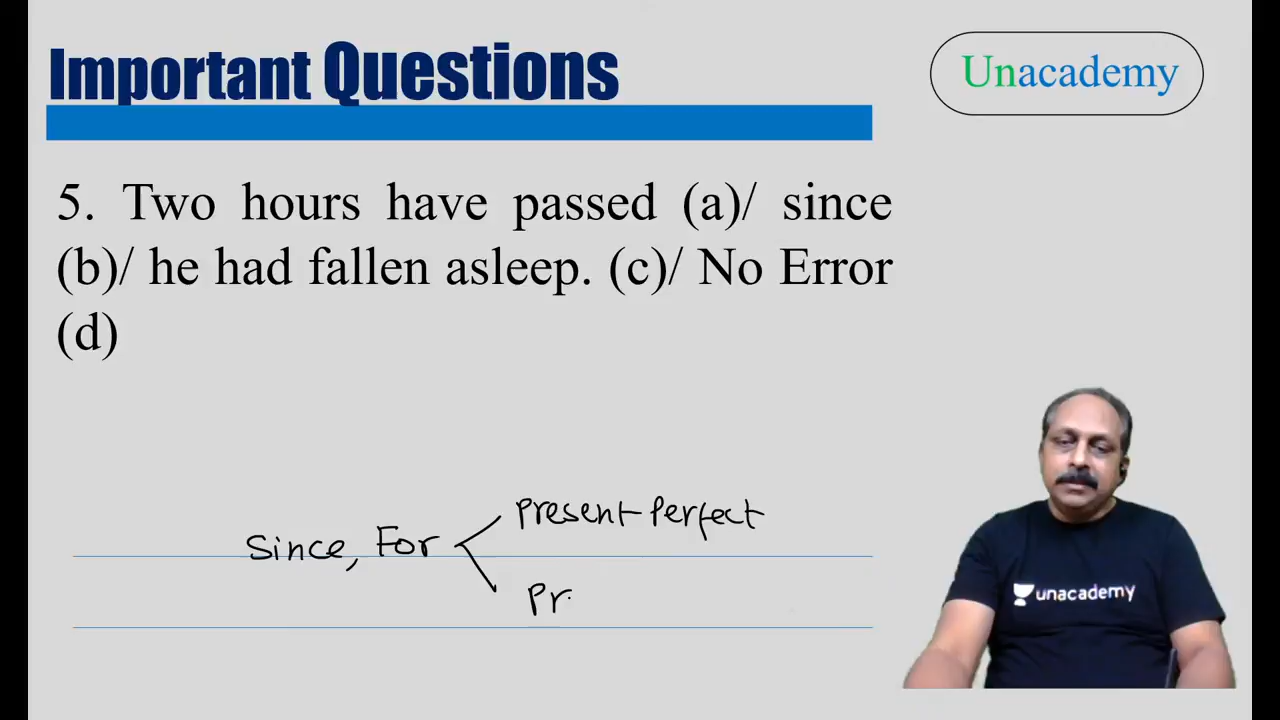 Important Questions
Unacademy
5. Two hours have passed (a)/ since
(b)/ he had fallen asleep. (c)/ No Error
(d)
Since, For
Present Perfect
Pr
unacademy